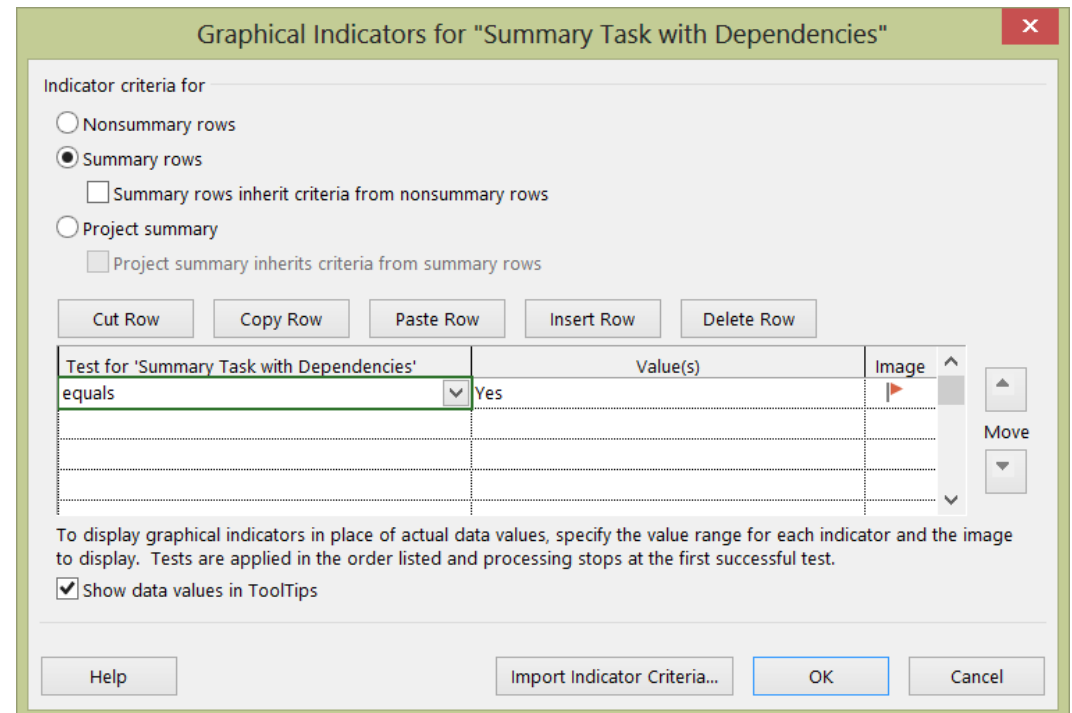 Graphical Indicators for "Summary Task with Dependencies"
Indicator criteria for
Nonsummary rows
Summary rows
Summary rows inherit criteria from nonsummary rows
Project summary
Project summary inherits criteria from summary rows
Cut Row Copy Row Paste Row Insert Row Delete Row
Test for 'Summary Task with Dependencies' Value(s) Image
equals Yes
Move
To display graphical indicators in place of actual data values, specify the value range for each indicator and the image
to display. Tests are applied in the order listed and processing stops at the first successful test.
Show data values in ToolTips
Help Import Indicator Criteria... OK Cancel